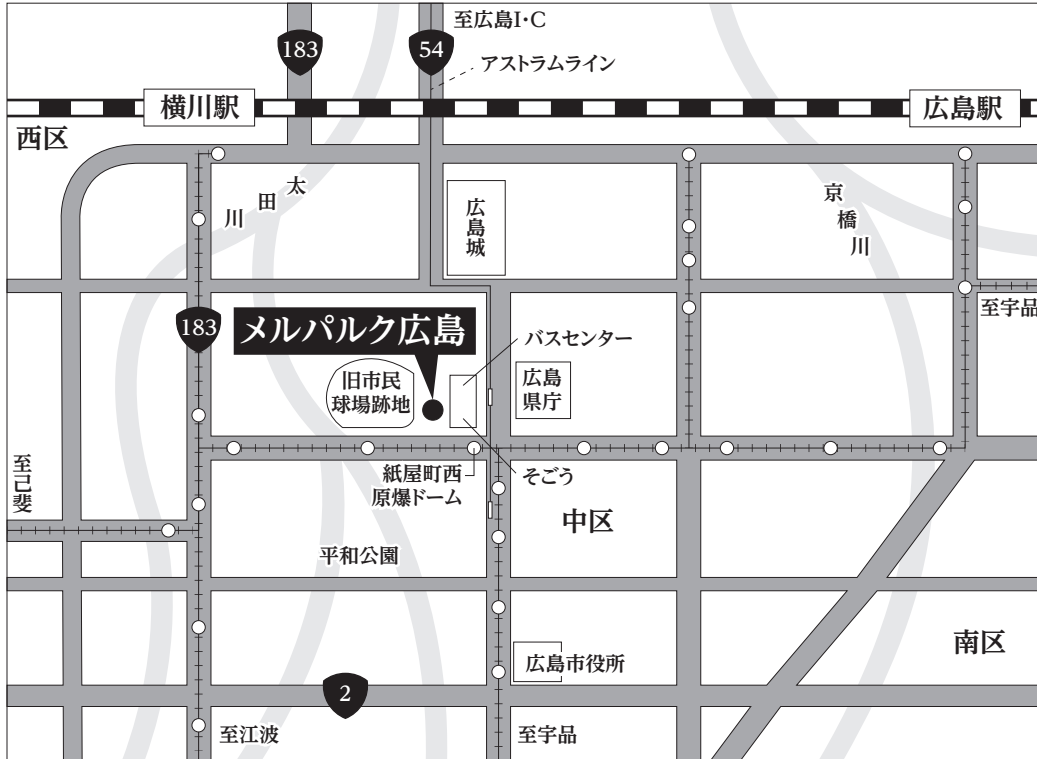 至広島I・C
183
54
アストラムライン
横川駅
広島駅
西区
太田川
広島城
京橋川
至宇品
183
メルパルク広島
バスセンター
旧市民
球場跡地
広島
県庁
至己斐
紙屋町西
原爆ドーム
そごう
中区
平和公園
南区
広島市役所
2
至江波
至宇品